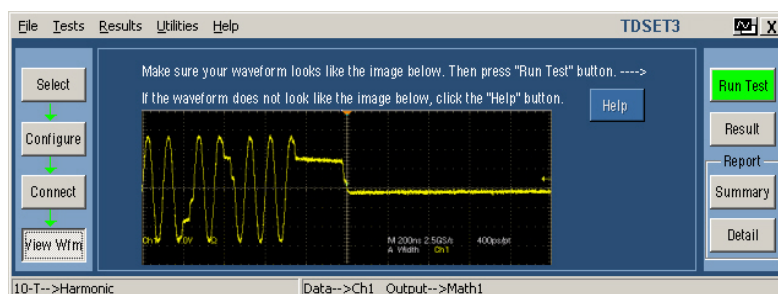 File Tests Results Utilities Help TDSET3 X
Make sure your waveform looks like the image below. Then press "Run Test" button. ---->
If the waveform does not look like the image below, click the "Help" button.
Help
Select
Configure
Connect
View Wfm
Run Test
Result
Report
Summary
Detail
M 200ns 2.5GS/s 400ps/pt
A Width Ch1
10-T-->Harmonic Data-->Ch1 Output-->Math1